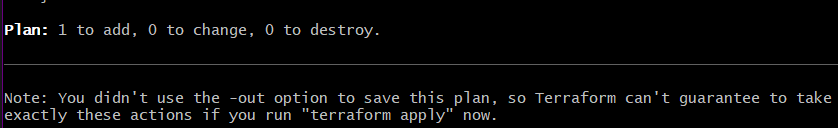 Plan: 1 to add, 0 to change, 0 to destroy.
Note: You didn't use the -out option to save this plan, so Terraform can't guarantee to take
exactly these actions if you run "terraform apply" now.